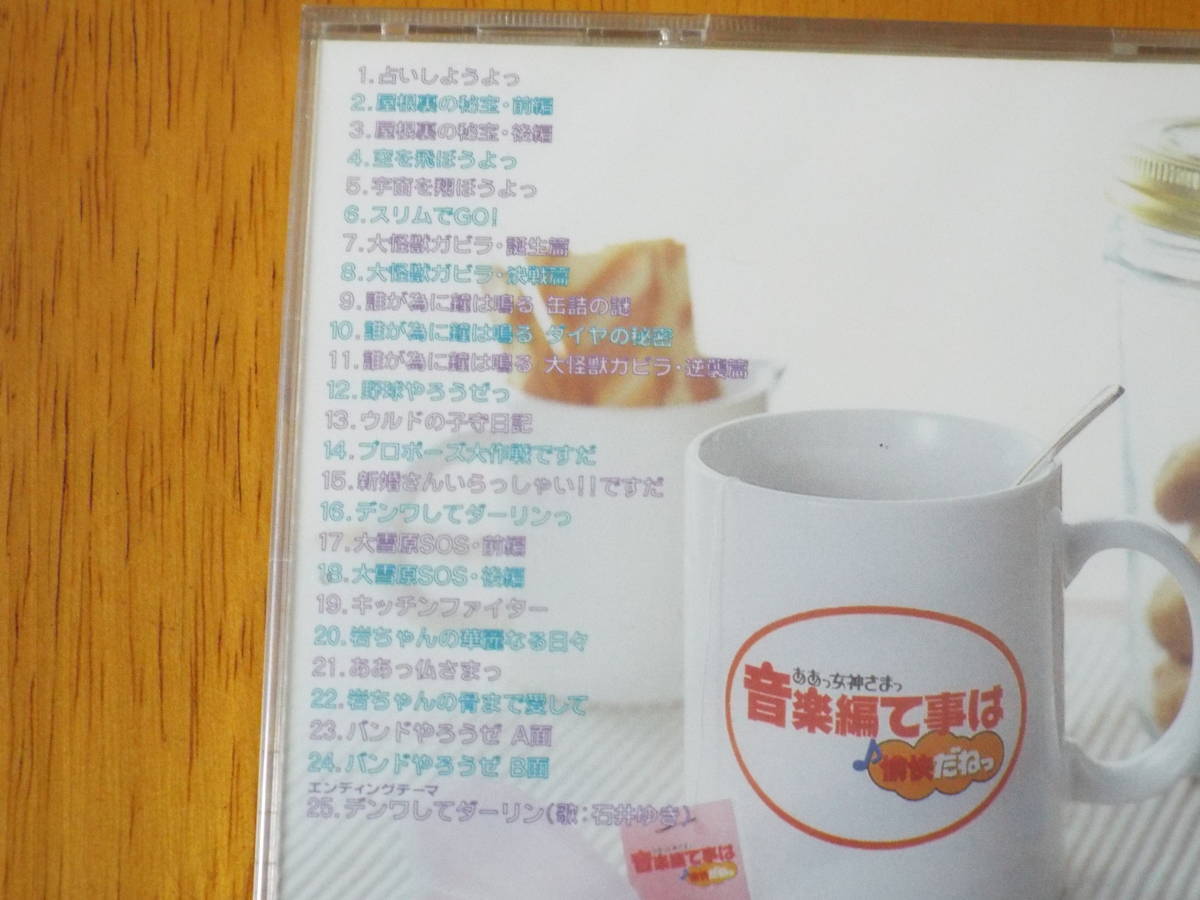 1.占いしようよっ
2.屋根裏の秘宝・前編
3.屋根裏の秘宝・後編
4.空を飛ぼうよっ
5.宇宙を翔ぼうよっ
6.スリムでGO!
7.大怪獣ガビラ・誕生篇
8.大怪獣ガビラ・決戦篇
9.誰が為に鐘は鳴る 缶詰の謎
10.誰が為に鐘は鳴る ダイヤの秘密
11.誰が為に鐘は鳴る 大怪獣ガビラ・逆襲篇
12.野球やろうぜっ
13.ウルドの子守日記
14.プロポーズ大作戦ですだ
15.新婚さんいらっしゃい!!ですだ
16.デンワしてダーリンっ
17.大雪原SOS・前編
18.大雪原SOS・後編
19.キッチンファイター
20.岩ちゃんの華麗なる日々
21.ああっ仏さまっ
22.岩ちゃんの骨まで愛して
23.バンドやろうぜ A面
24.バンドやろうぜ B面
エンディングテーマ
25.デンワしてダーリン(歌:石井ゆき)
ああっ女神さまっ
音楽編て事は
♪愉快だねっ